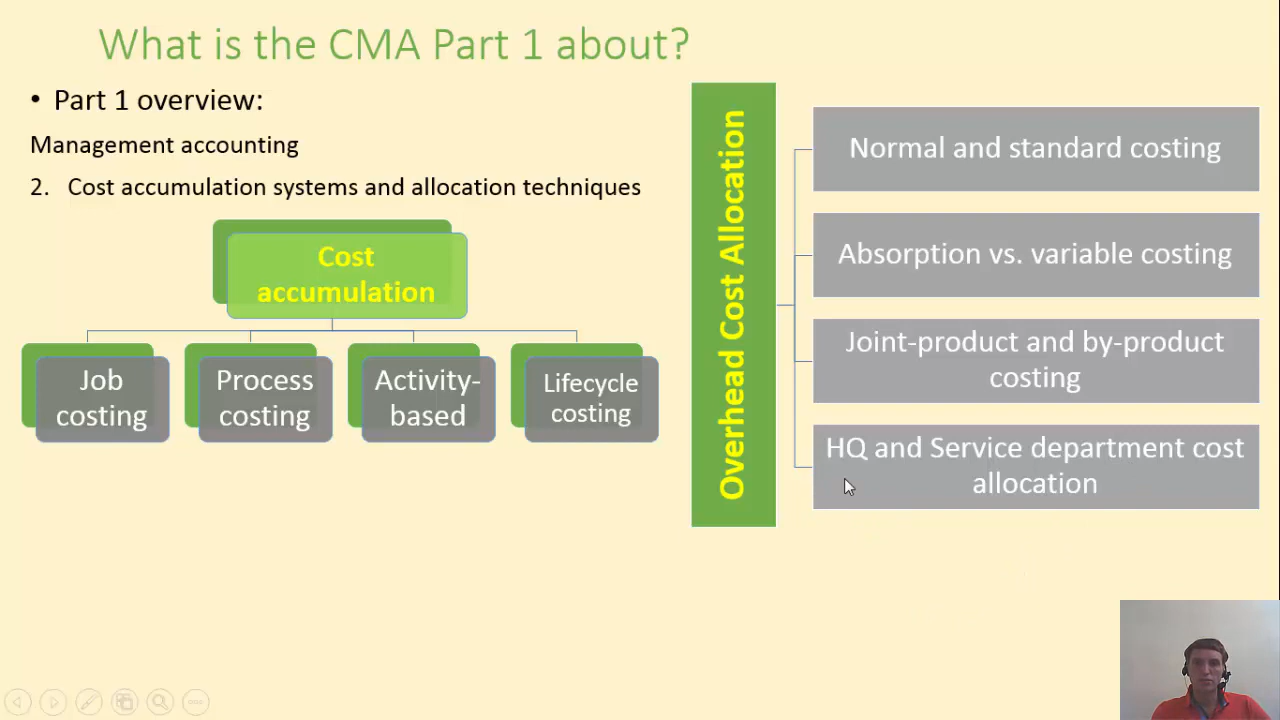 What is the CMA Part 1 about?
• Part 1 overview:
Management accounting
2. Cost accumulation systems and allocation techniques
Cost
accumulation
Job
costing
Process
costing
Activity-
based
Lifecycle
costing
Overhead Cost Allocation
Normal and standard costing
Absorption vs. variable costing
Joint-product and by-product
costing
HQ and Service department cost
allocation